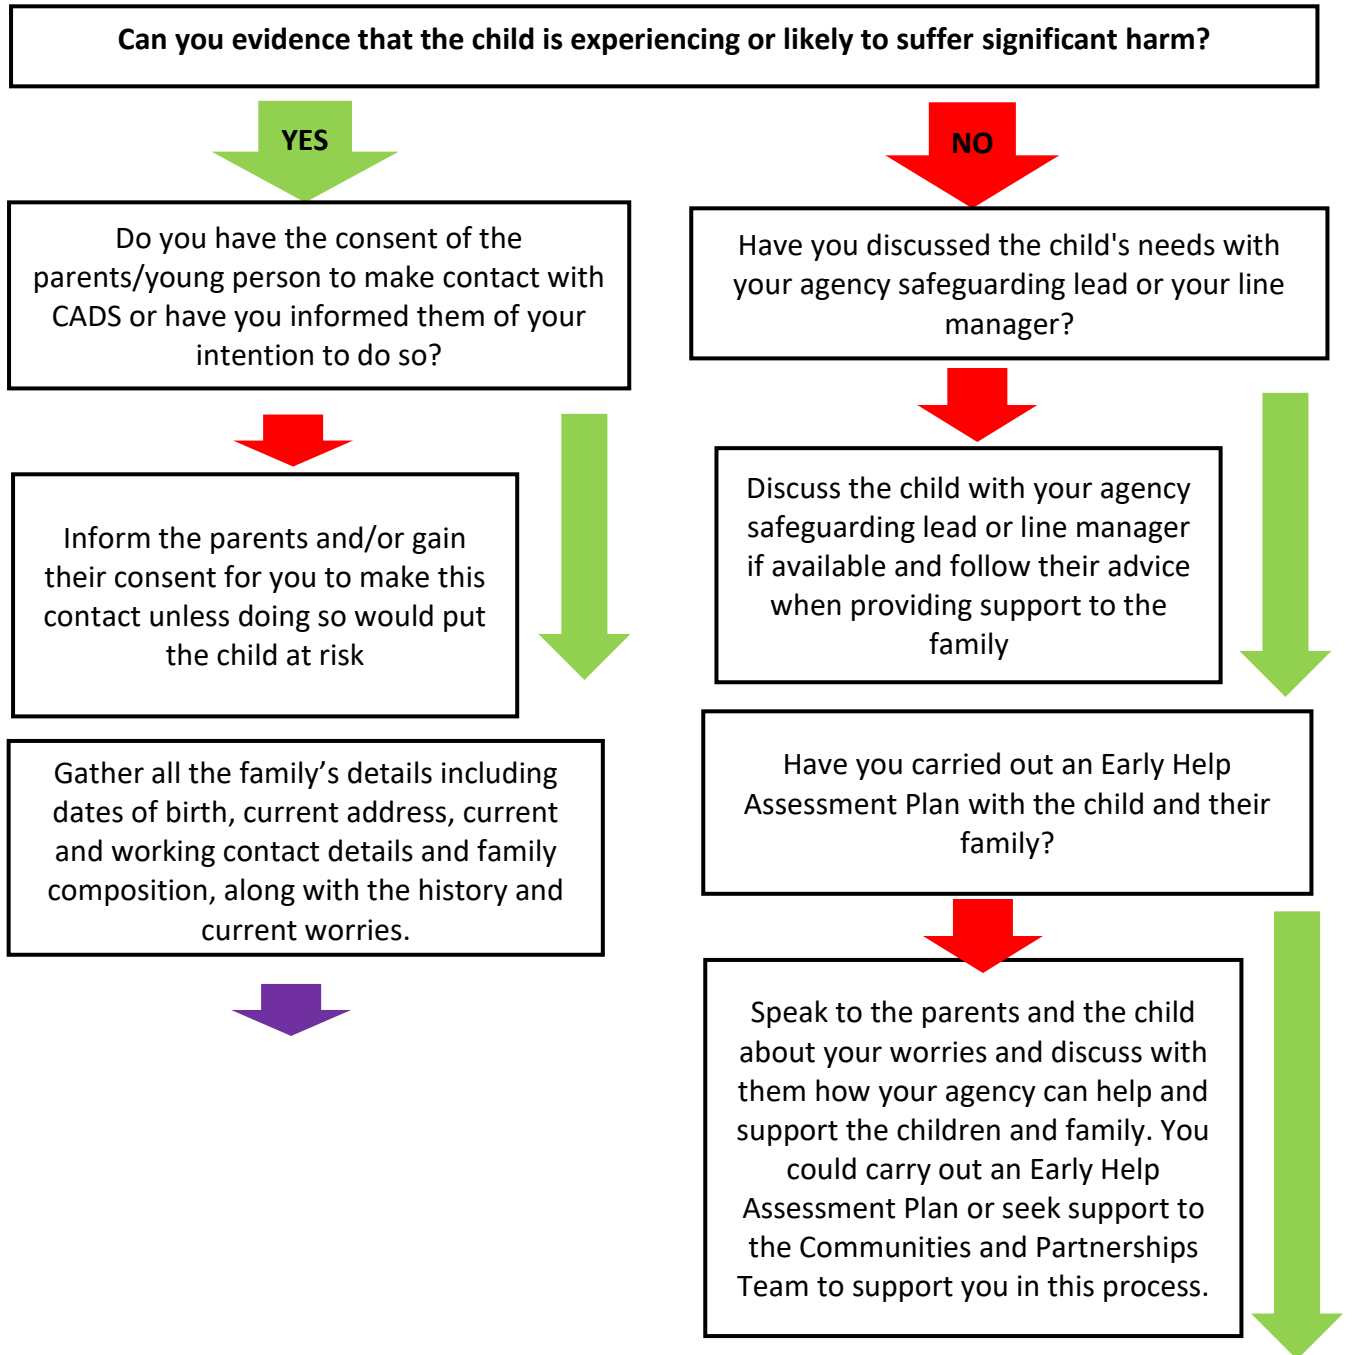 Can you evidence that the child is experiencing or likely to suffer significant harm?
YES
NO
Do you have the consent of the
parents/young person to make contact with
CADS or have you informed them of your
intention to do so?
Have you discussed the child's needs with
your agency safeguarding lead or your line
manager?
Inform the parents and/or gain
their consent for you to make this
contact unless doing so would put
the child at risk
Discuss the child with your agency
safeguarding lead or line manager
if available and follow their advice
when providing support to the
family
Gather all the family’s details including
dates of birth, current address, current
and working contact details and family
composition, along with the history and
current worries.
Have you carried out an Early Help
Assessment Plan with the child and their
family?
Speak to the parents and the child
about your worries and discuss with
them how your agency can help and
support the children and family. You
could carry out an Early Help
Assessment Plan or seek support to
the Communities and Partnerships
Team to support you in this process.